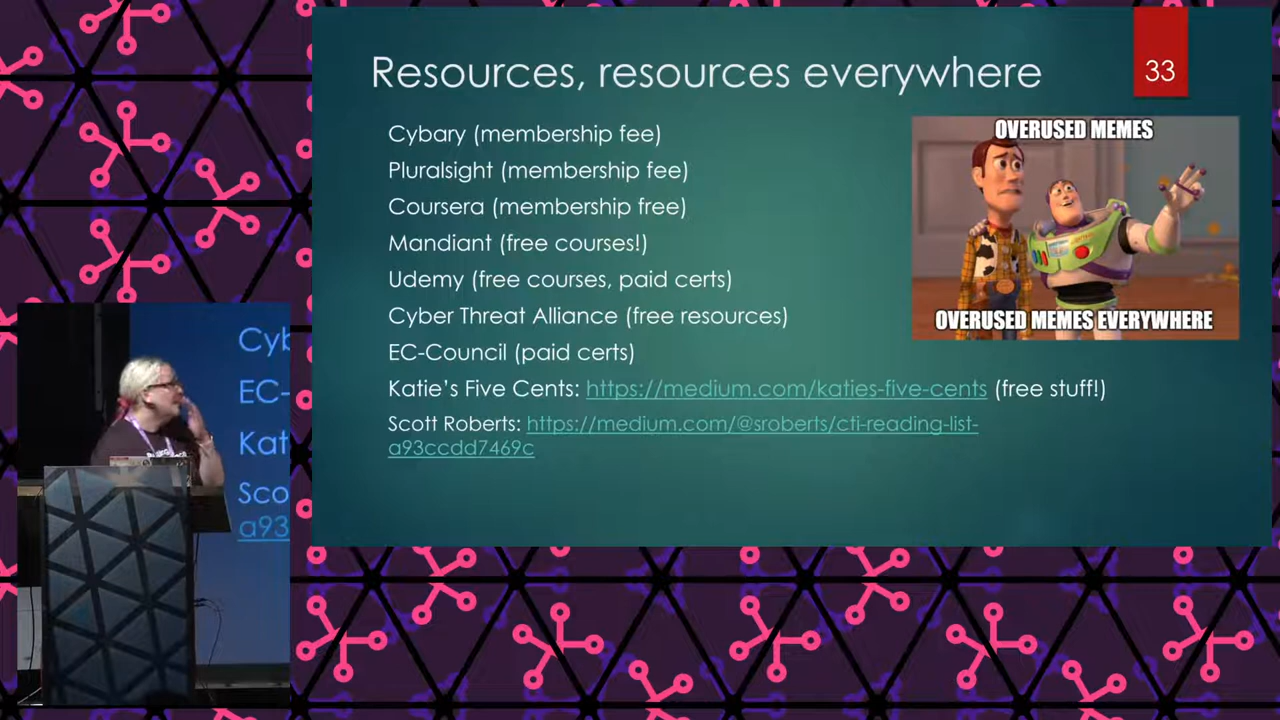 Resources, resources everywhere
33
Cybary (membership fee)
Pluralsight (membership fee)
Coursera (membership free)
Mandiant (free courses!)
Udemy (free courses, paid certs)
Cyber Threat Alliance (free resources)
EC-Council (paid certs)
Katie's Five Cents: https://medium.com/katies-five-cents (free stuff!)
Scott Roberts: https://medium.com/@sroberts/cti-reading-list-
a93ccdd7469c
OVERUSED MEMES
OVERUSED MEMES EVERYWHERE
Cyb
EC-
Kat
Sco
a93